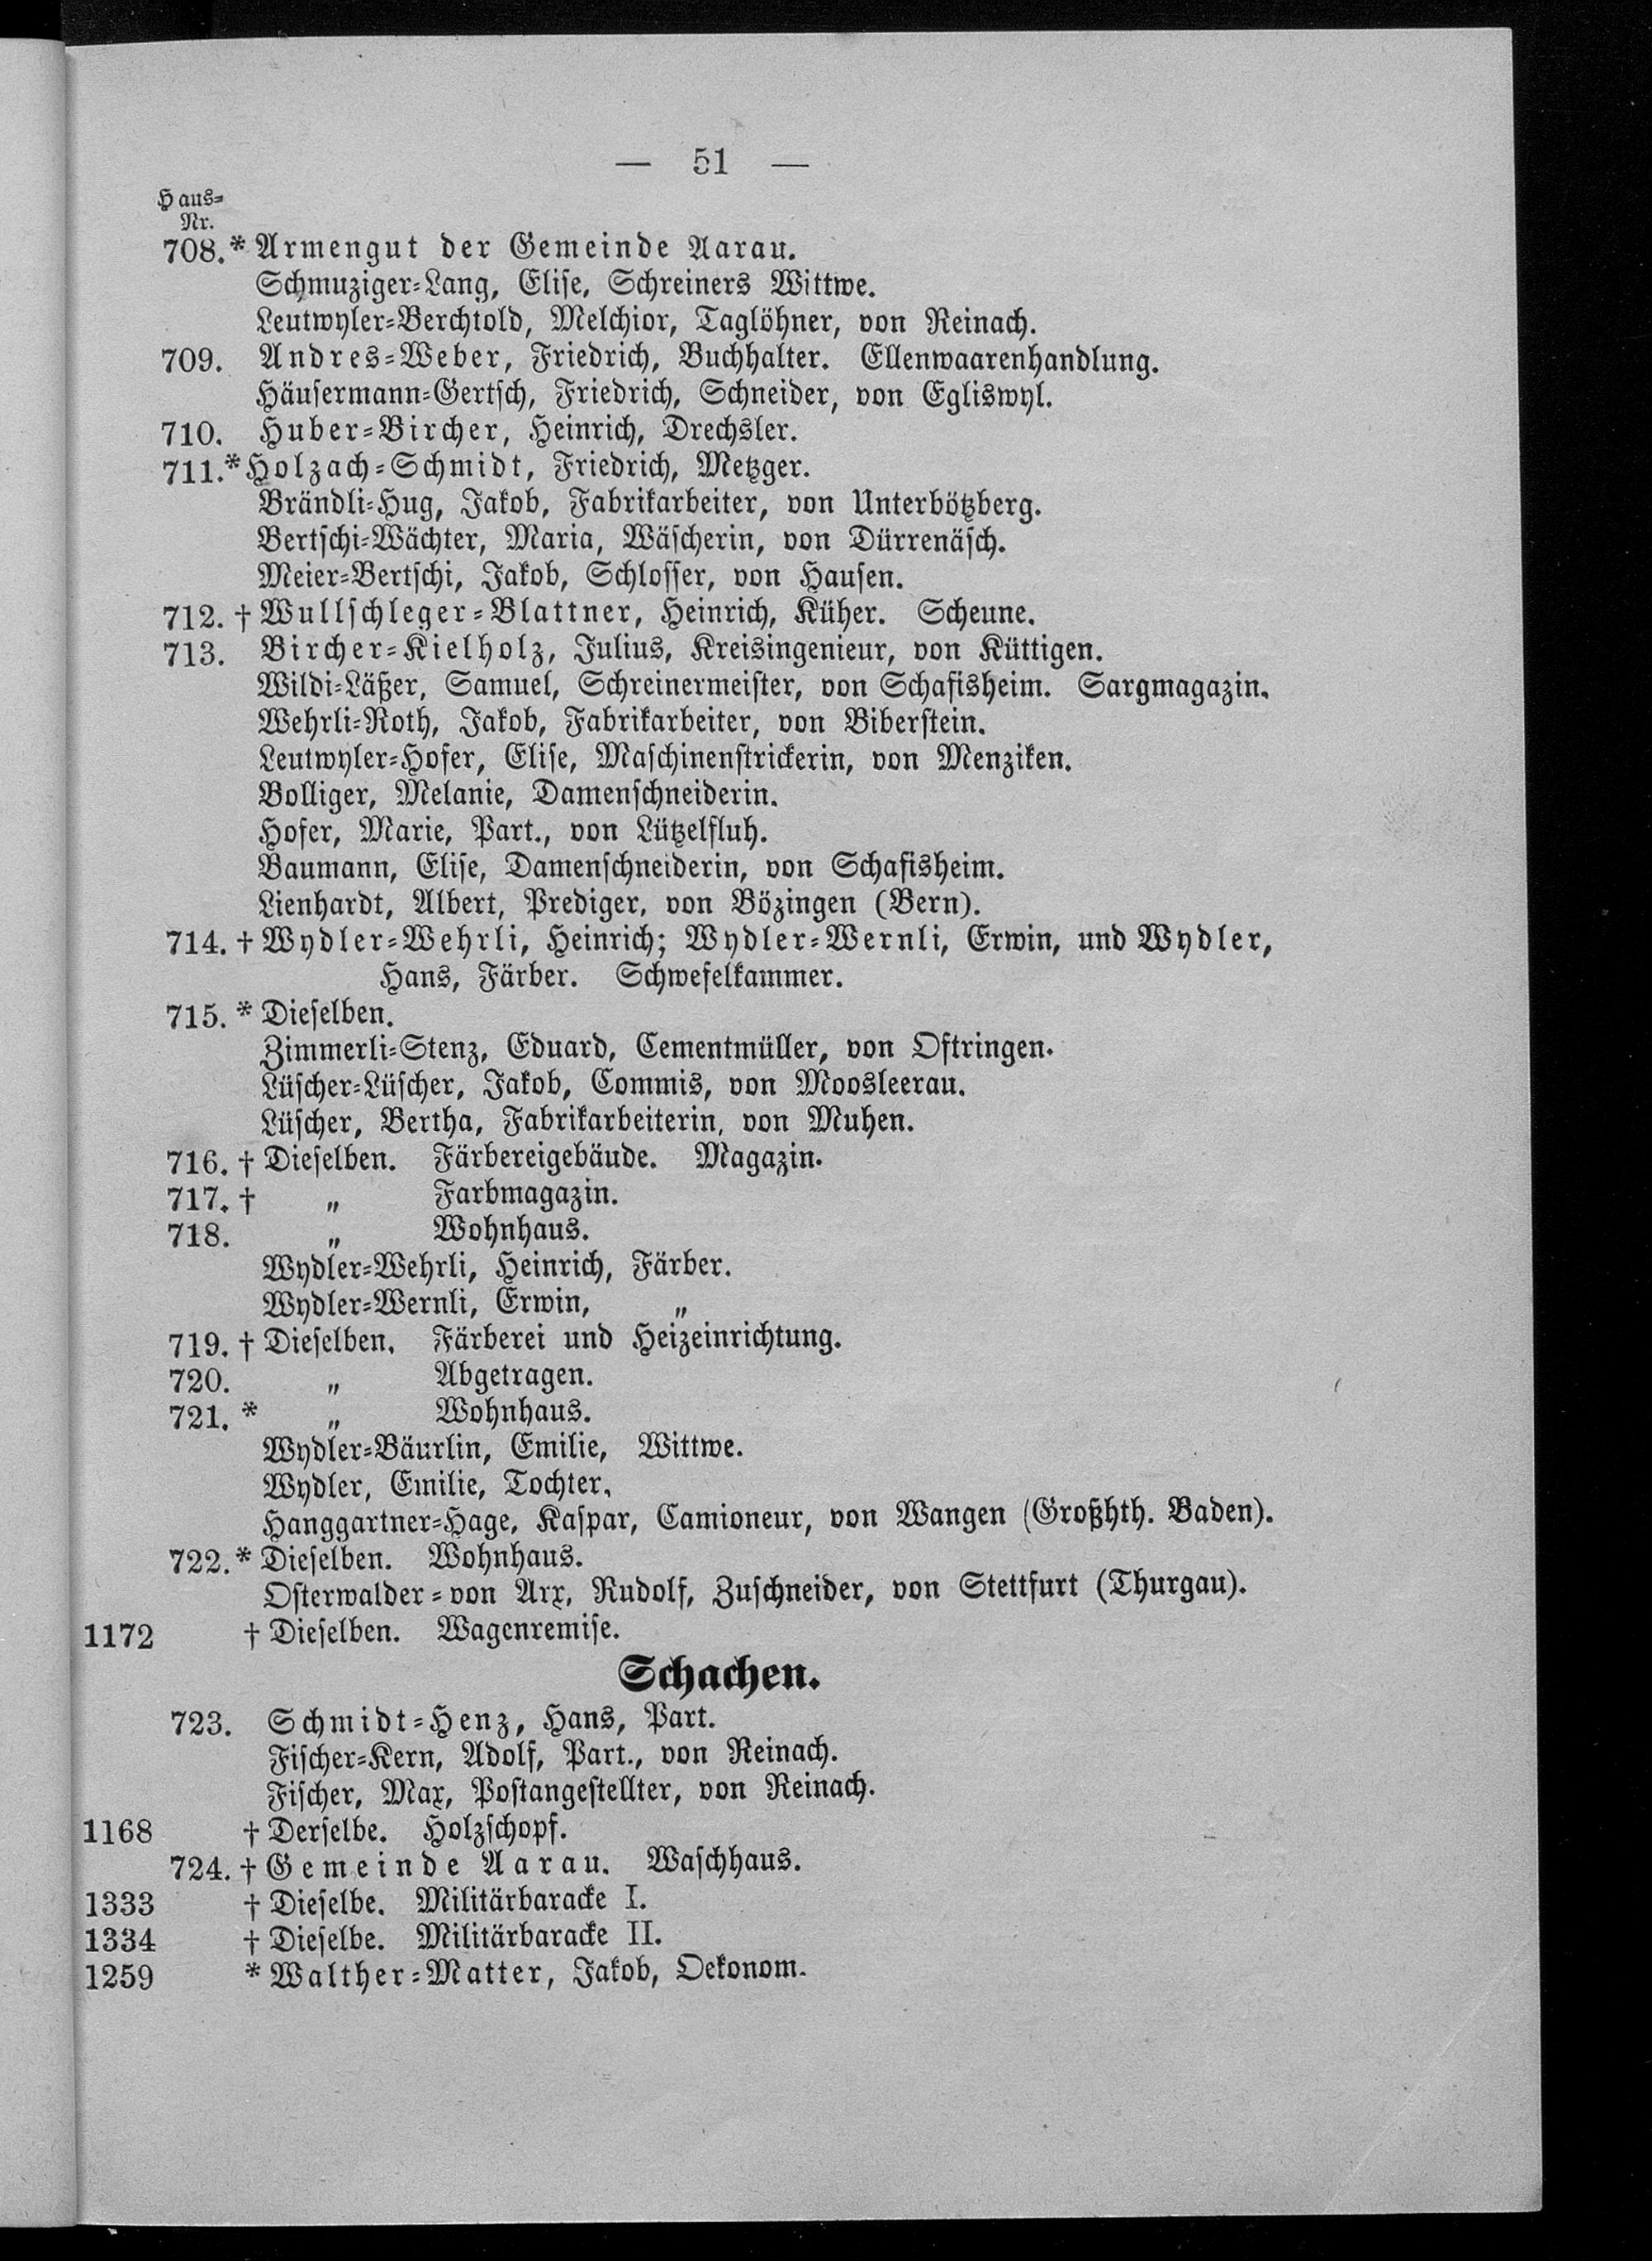 — 51 —
Haus=
Nr.
708.* Armengut der Gemeinde Aarau.
Schmuziger=Lang, Elise, Schreiners Wittwe.
Leutwyler=Berchtold, Melchior, Taglöhner, von Reinach.
709. Andres=Weber, Friedrich, Buchhalter. Ellenwaarenhandlung.
Häusermann=Gertsch, Friedrich, Schneider, von Egliswyl.
710. Huber=Bircher, Heinrich, Drechsler.
711.* Holzach=Schmidt, Friedrich, Metzger.
Brändli=Hug, Jakob, Fabrikarbeiter, von Unterbötzberg.
Bertschi=Wächter, Maria, Wäscherin, von Dürrenäsch.
Meier=Bertschi, Jakob, Schlosser, von Hausen.
712. † Wullschleger=Blattner, Heinrich, Küher. Scheune.
713. Bircher=Kielholz, Julius, Kreisingenieur, von Küttigen.
Wildi=Läßer, Samuel, Schreinermeister, von Schafisheim. Sargmagazin.
Wehrli=Roth, Jakob, Fabrikarbeiter, von Biberstein.
Leutwyler=Hofer, Elise, Maschinenstrickerin, von Menziken.
Bolliger, Melanie, Damenschneiderin.
Hofer, Marie, Part., von Lützelfluh.
Baumann, Elise, Damenschneiderin, von Schafisheim.
Lienhardt, Albert, Prediger, von Bözingen (Bern).
714. † Wydler=Wehrli, Heinrich; Wydler=Wernli, Erwin, und Wydler,
Hans, Färber. Schwefelkammer.
715. * Dieselben.
Zimmerli=Stenz, Eduard, Cementmüller, von Oftringen.
Lüscher=Lüscher, Jakob, Commis, von Moosleerau.
Lüscher, Bertha, Fabrikarbeiterin, von Muhen.
716. † Dieselben. Färbereigebäude. Magazin.
717. † „ Farbmagazin.
718. „ Wohnhaus.
Wydler=Wehrli, Heinrich, Färber.
Wydler=Wernli, Erwin, „
719. † Dieselben. Färberei und Heizeinrichtung.
720. „ Abgetragen.
721. * „ Wohnhaus.
Wydler=Bäurlin, Emilie, Wittwe.
Wydler, Emilie, Tochter.
Hanggartner=Hage, Kaspar, Camioneur, von Wangen (Großhth. Baden).
722.* Dieselben. Wohnhaus.
Osterwalder=von Arx, Rudolf, Zuschneider, von Stettfurt (Thurgau).
1172 † Dieselben. Wagenremise.
Schachen.
723. Schmidt=Henz, Hans, Part.
Fischer=Kern, Adolf, Part., von Reinach.
Fischer, Max, Postangestellter, von Reinach.
1168 † Derselbe. Holzschopf.
724. † Gemeinde Aarau. Waschhaus.
1333 † Dieselbe. Militärbaracke I.
1334 † Dieselbe. Militärbaracke II.
1259 * Walther=Matter, Jakob, Oekonom.